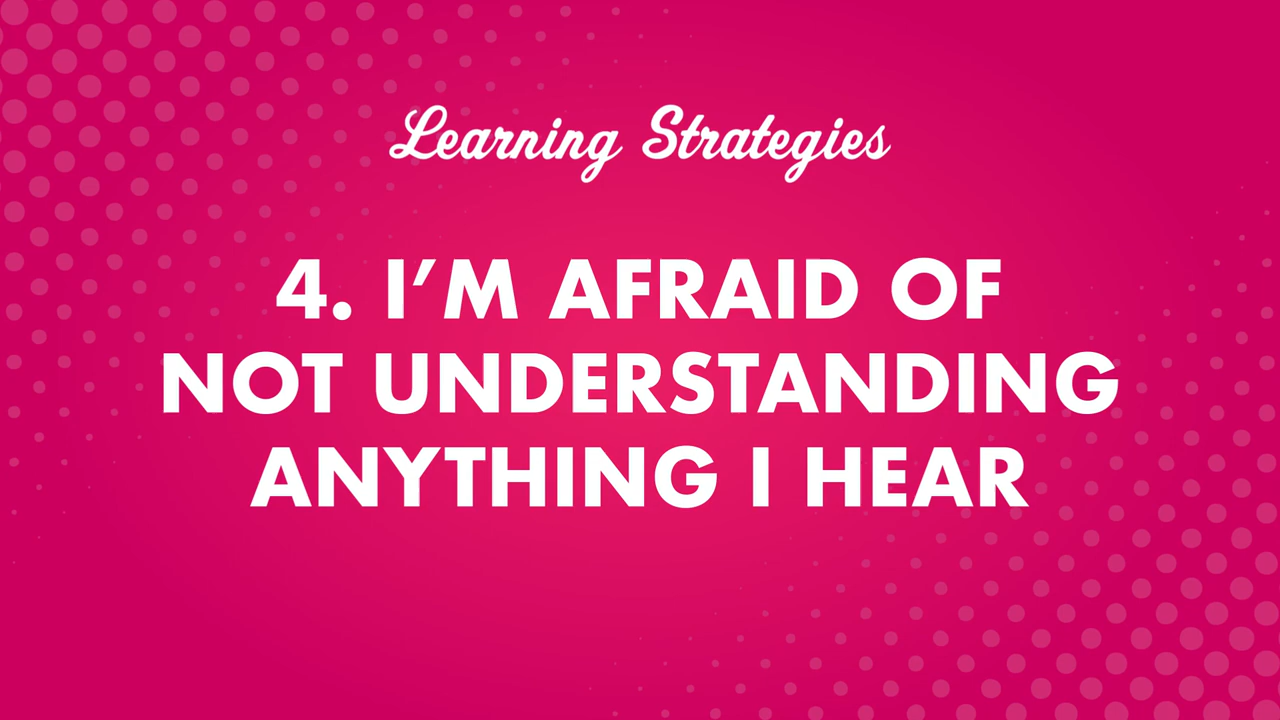 Learning Strategies
4. I’M AFRAID OF
NOT UNDERSTANDING
ANYTHING I HEAR